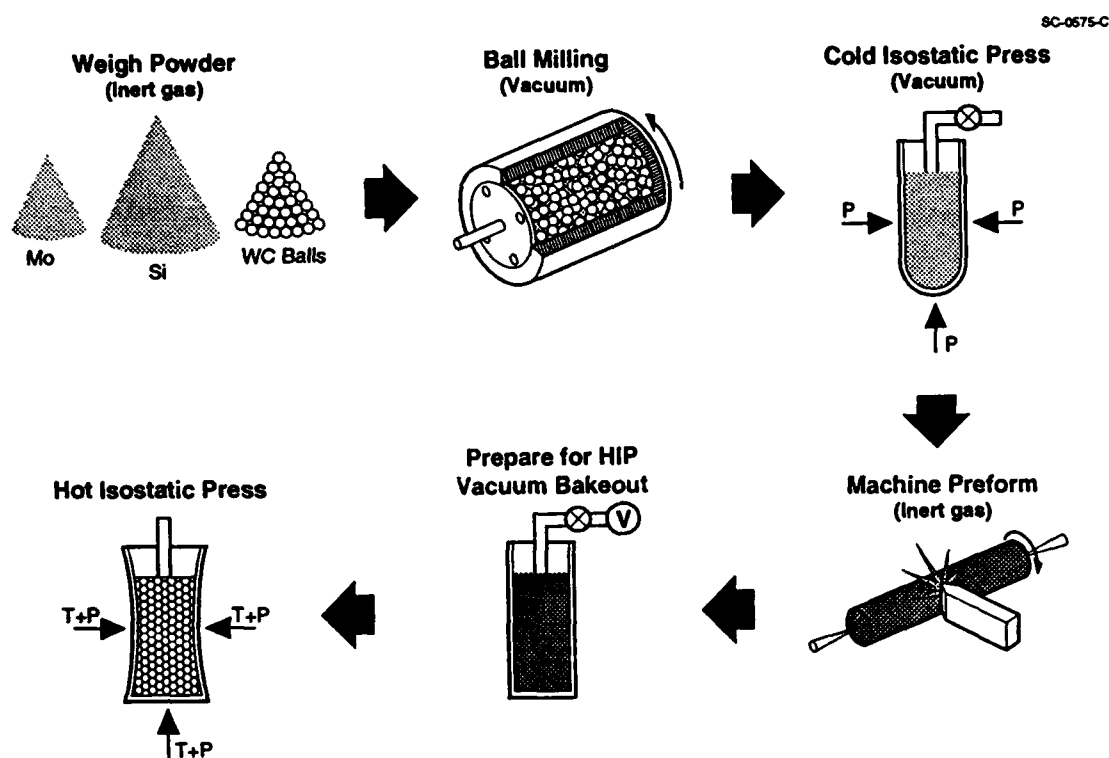 SC-0575-C
Weigh Powder
(Inert gas)
Mo
Si
WC Balls
Ball Milling
(Vacuum)
Cold Isostatic Press
(Vacuum)
P
P
P
Machine Preform
(Inert gas)
Prepare for HIP
Vacuum Bakeout
V
Hot Isostatic Press
T+P
T+P
T+P